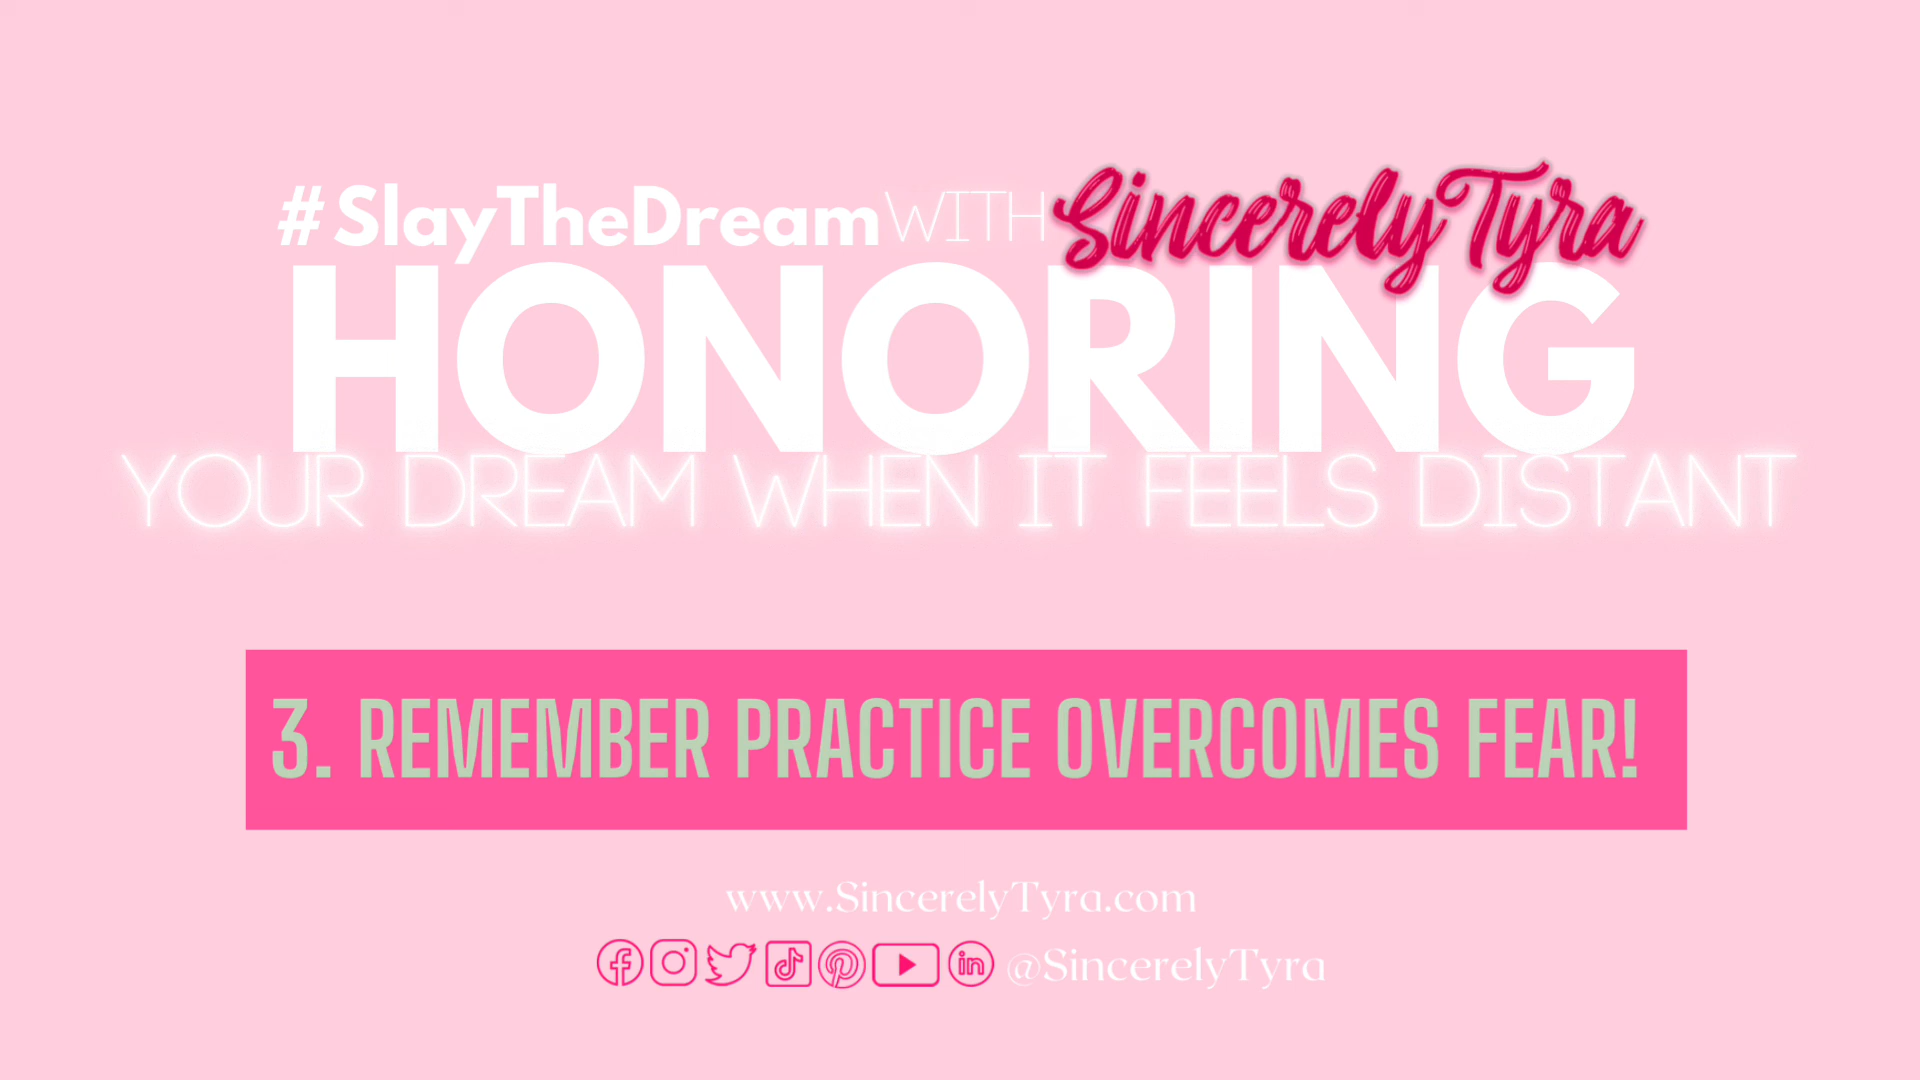 #SlayTheDream WITH SincerelyTyra
HONORING
YOUR DREAM WHEN IT FEELS DISTANT
3. REMEMBER PRACTICE OVERCOMES FEAR!
www.SincerelyTyra.com
@SincerelyTyra